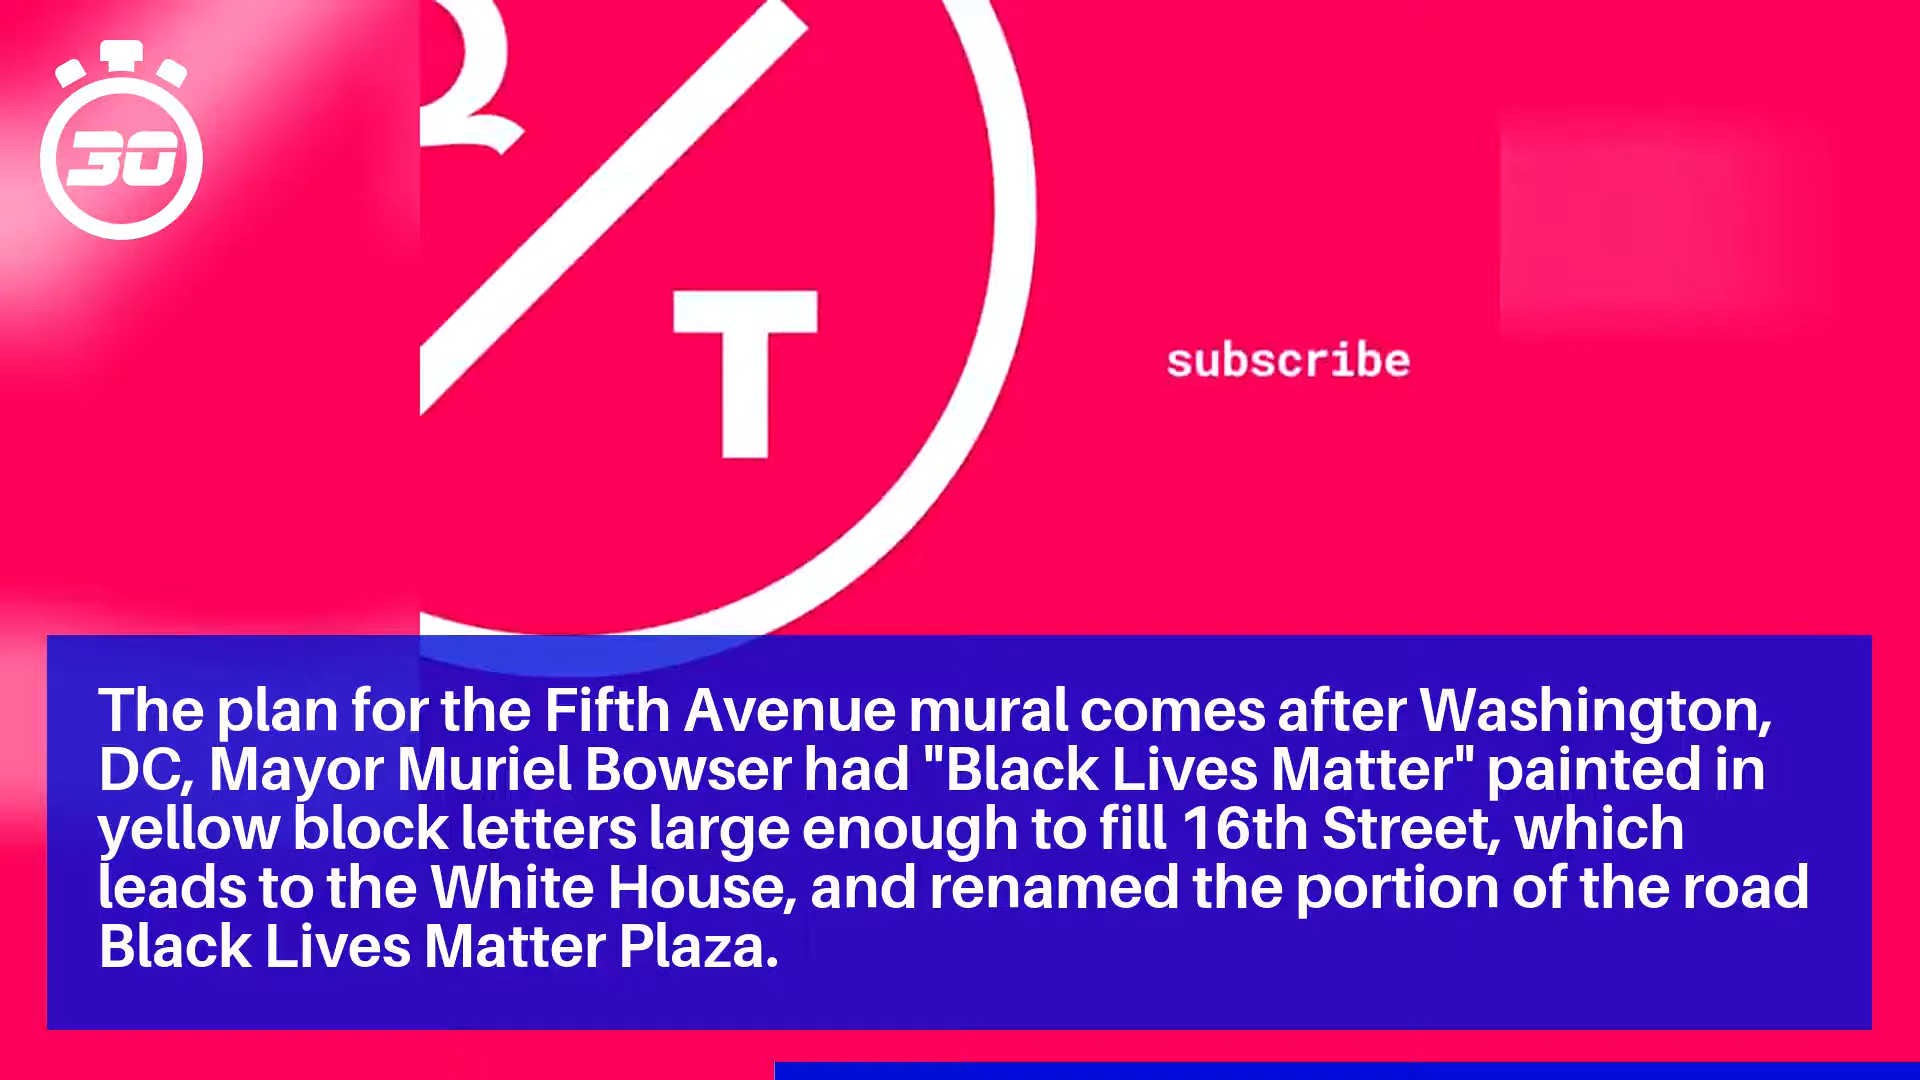 30
T
subscribe
The plan for the Fifth Avenue mural comes after Washington,
DC, Mayor Muriel Bowser had "Black Lives Matter" painted in
yellow block letters large enough to fill 16th Street, which
leads to the White House, and renamed the portion of the road
Black Lives Matter Plaza.